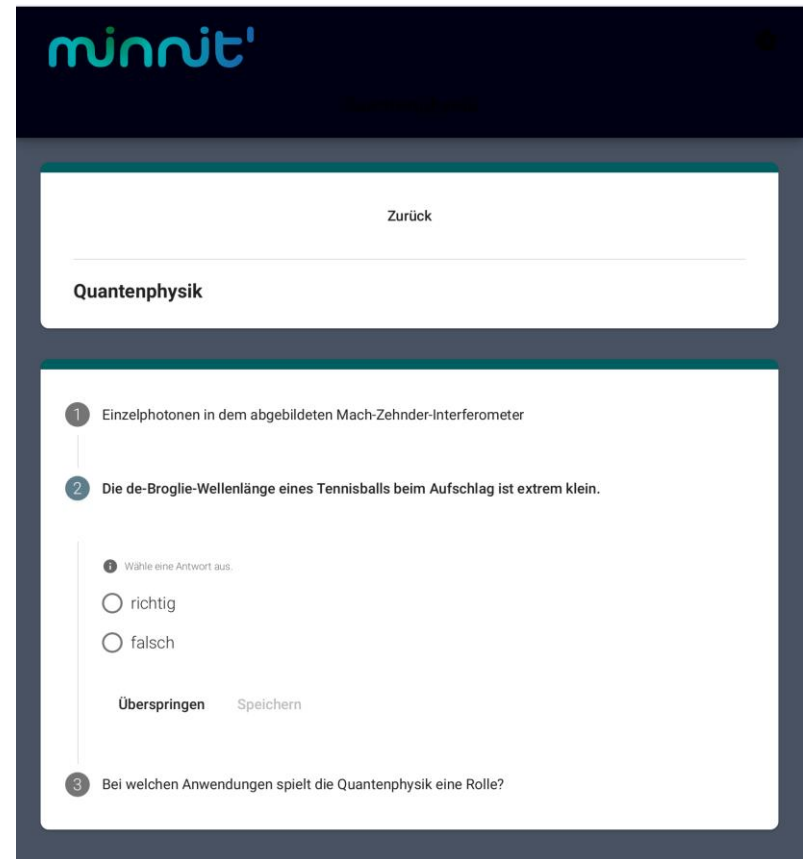 minnit'
Zurück
Quantenphysik
1 Einzelphotonen in dem abgebildeten Mach-Zehnder-Interferometer
2 Die de-Broglie-Wellenlänge eines Tennisballs beim Aufschlag ist extrem klein.
i Wähle eine Antwort aus.
richtig
falsch
Überspringen Speichern
3 Bei welchen Anwendungen spielt die Quantenphysik eine Rolle?